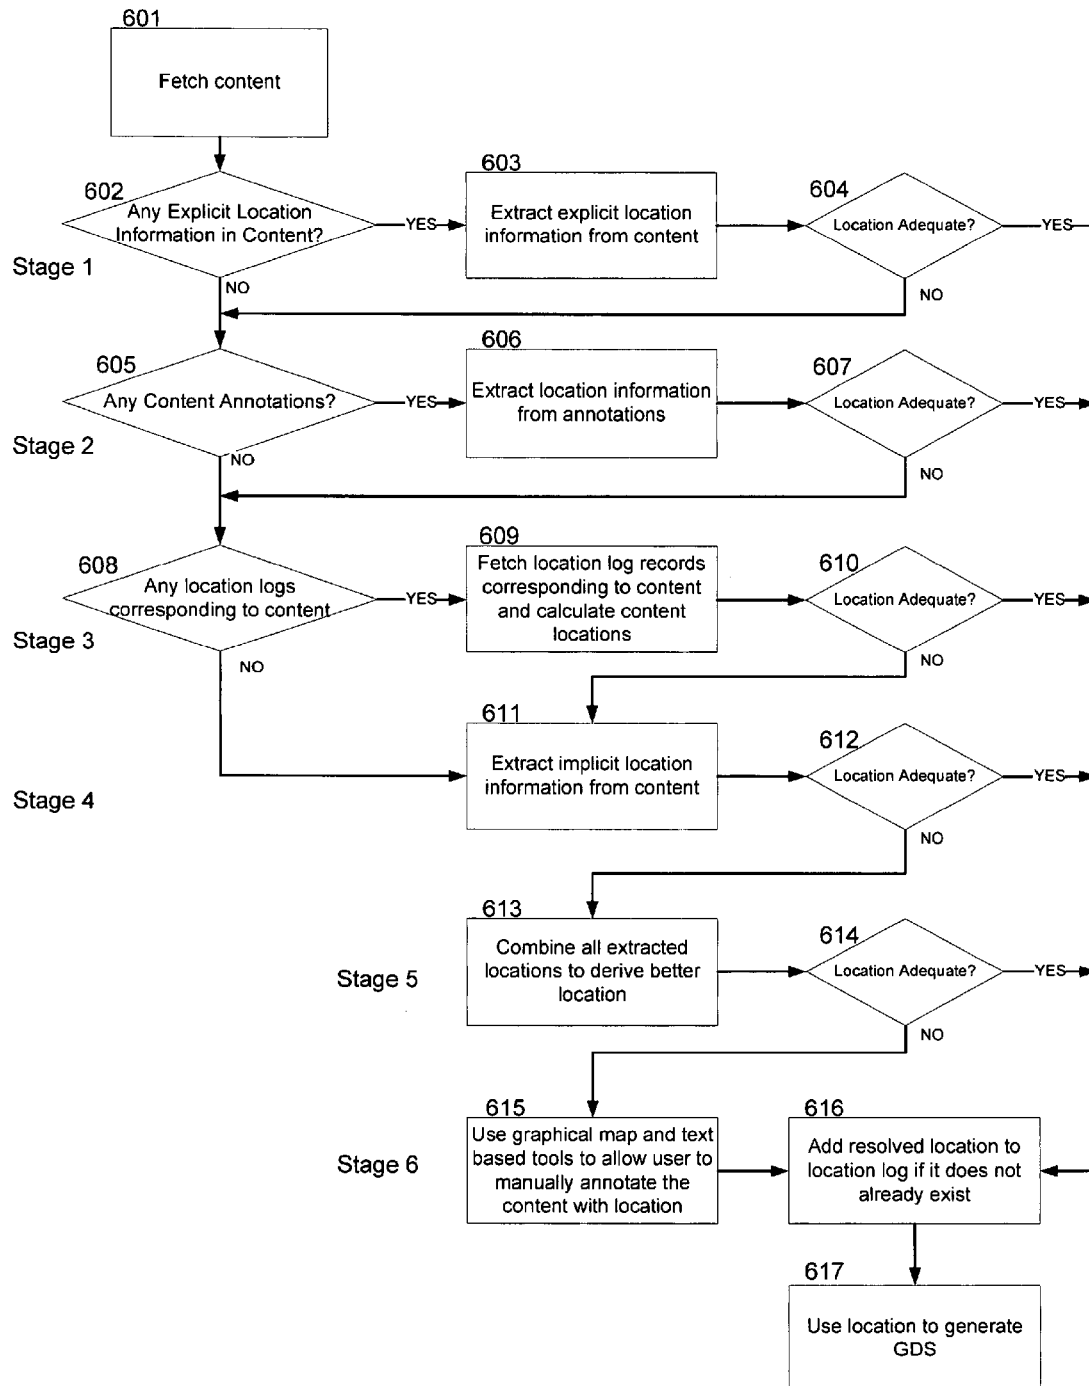 601
Fetch content
602
Any Explicit Location
Information in Content?
YES
603
Extract explicit location
information from content
604
Location Adequate?
YES
Stage 1
NO
NO
605
Any Content Annotations?
YES
606
Extract location information
from annotations
607
Location Adequate?
YES
Stage 2
NO
NO
608
Any location logs
corresponding to content
YES
609
Fetch location log records
corresponding to content
and calculate content
locations
610
Location Adequate?
YES
Stage 3
NO
NO
611
Extract implicit location
information from content
612
Location Adequate?
YES
Stage 4
NO
613
Combine all extracted
locations to derive better
location
614
Location Adequate?
YES
Stage 5
NO
615
Use graphical map and text
based tools to allow user to
manually annotate the
content with location
616
Add resolved location to
location log if it does not
already exist
Stage 6
617
Use location to generate
GDS